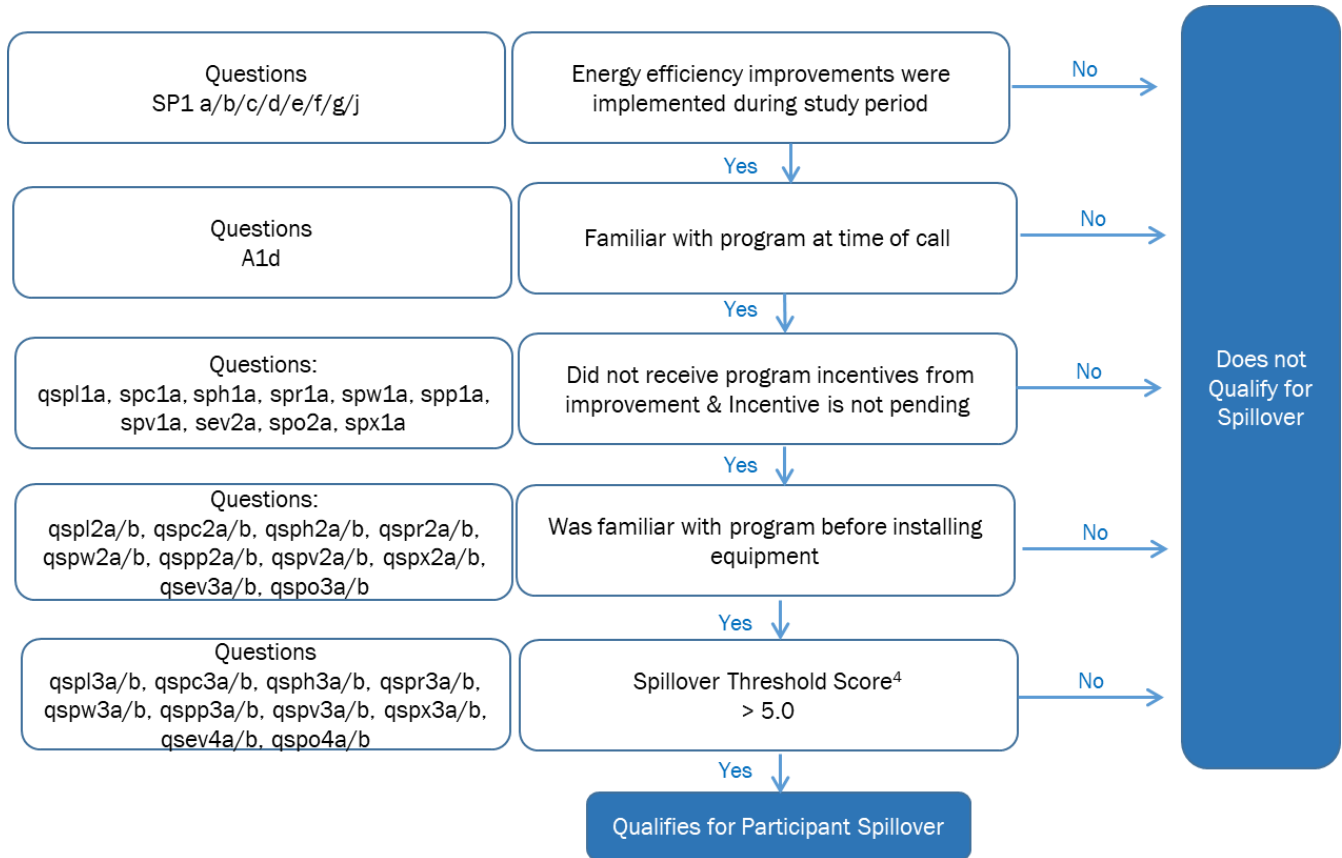 Questions
SP1 a/b/c/d/e/f/g/j
Energy efficiency improvements were
implemented during study period
No
Yes
Questions
A1d
Familiar with program at time of call
No
Yes
Questions:
qspl1a, spc1a, sph1a, spr1a, spw1a, spp1a,
spv1a, sev2a, spo2a, spx1a
Did not receive program incentives from
improvement & Incentive is not pending
No
Does not
Qualify for
Spillover
Yes
Questions:
qspl2a/b, qspc2a/b, qsph2a/b, qspr2a/b,
qspw2a/b, qspp2a/b, qspv2a/b, qspx2a/b,
qsev3a/b, qspo3a/b
Was familiar with program before installing
equipment
No
Yes
Questions
qspl3a/b, qspc3a/b, qsph3a/b, qspr3a/b,
qspw3a/b, qspp3a/b, qspv3a/b, qspx3a/b,
qsev4a/b, qspo4a/b
Spillover Threshold Score⁴
> 5.0
No
Yes
Qualifies for Participant Spillover